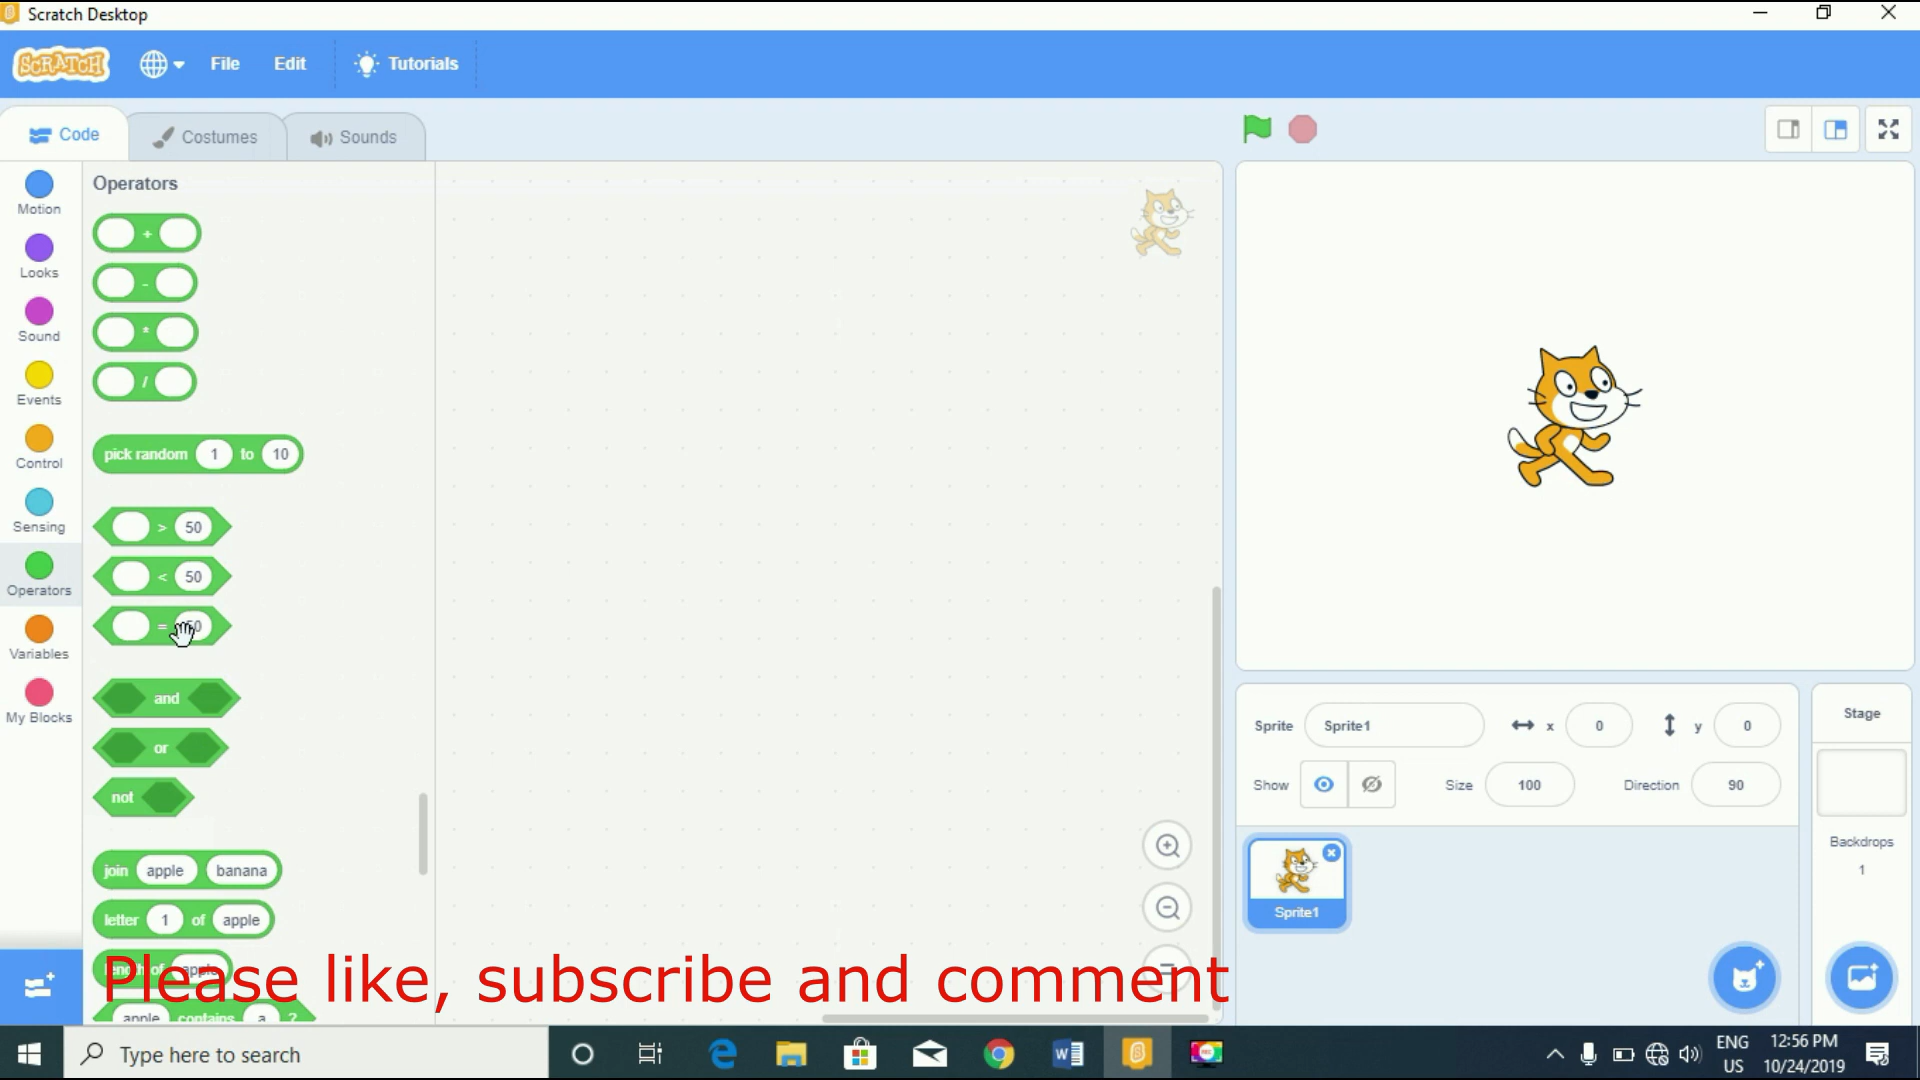 Scratch Desktop
SCRATCH
File
Edit
Tutorials
Code
Costumes
Sounds
Motion
Looks
Sound
Events
Control
Sensing
Operators
Variables
My Blocks
Operators
+
-
*
/
pick random 1 to 10
> 50
< 50
=
and
or
not
join apple banana
letter 1 of apple
length of apple
apple contains a ?
Please like, subscribe and comment
Sprite Sprite1 x 0 y 0
Show Size 100 Direction 90
Sprite1
Stage
Backdrops
1
Type here to search
ENG
US
12:56 PM
10/24/2019